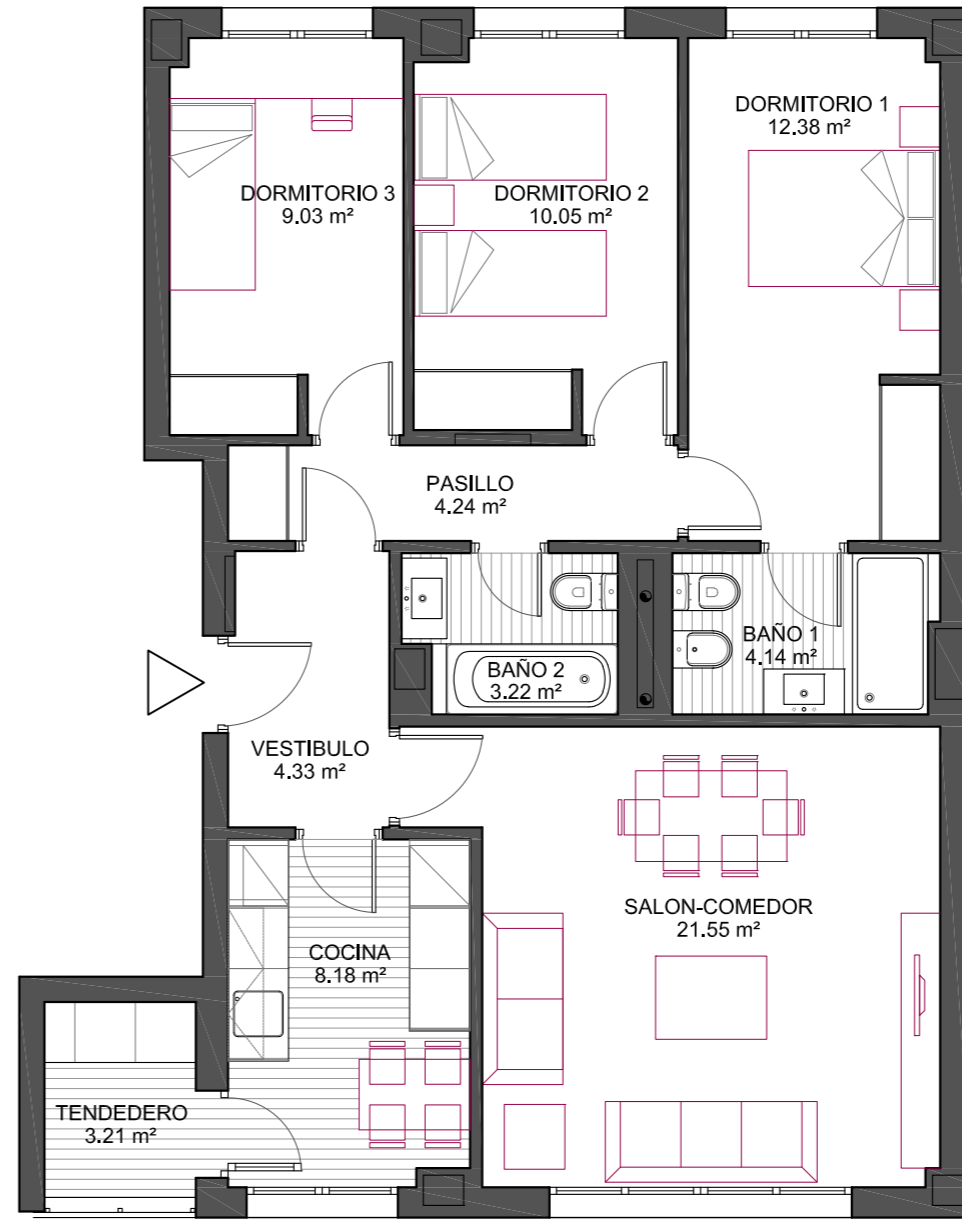 DORMITORIO 1
12.38 m²
DORMITORIO 3
9.03 m²
DORMITORIO 2
10.05 m²
PASILLO
4.24 m²
BAÑO 1
4.14 m²
BAÑO 2
3.22 m²
VESTIBULO
4.33 m²
SALON-COMEDOR
21.55 m²
COCINA
8.18 m²
TENDEDERO
3.21 m²